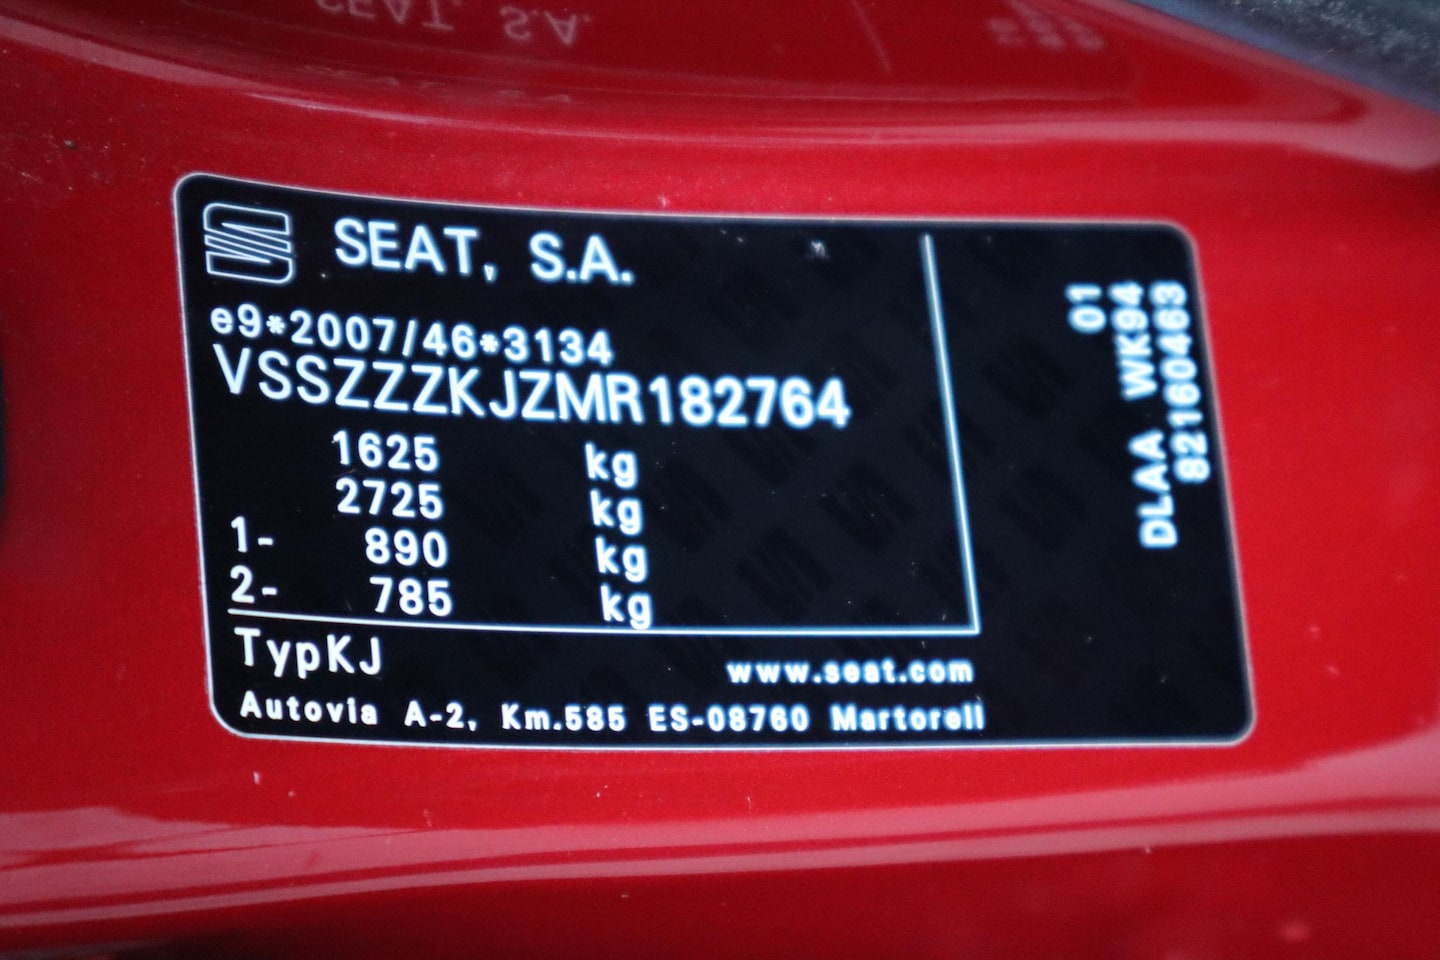 SEAT, S.A.
e9*2007/46*3134
VSSZZZKJZMR182764
1625 kg
2725 kg
1- 890 kg
2- 785 kg
TypKJ
www.seat.com
Autovia A-2, Km.585 ES-08760 Martorell
01
DLAA WK94
82160463